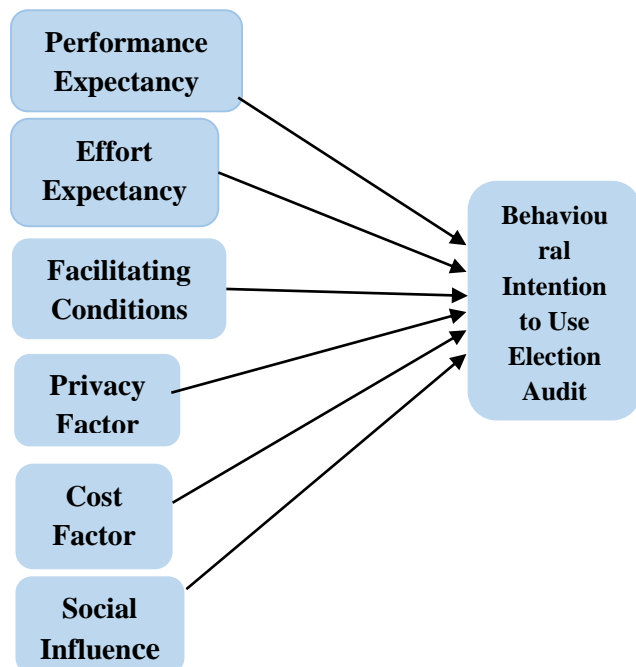 Performance
Expectancy
Effort
Expectancy
Facilitating
Conditions
Privacy
Factor
Cost
Factor
Social
Influence
Behaviou
ral
Intention
to Use
Election
Audit